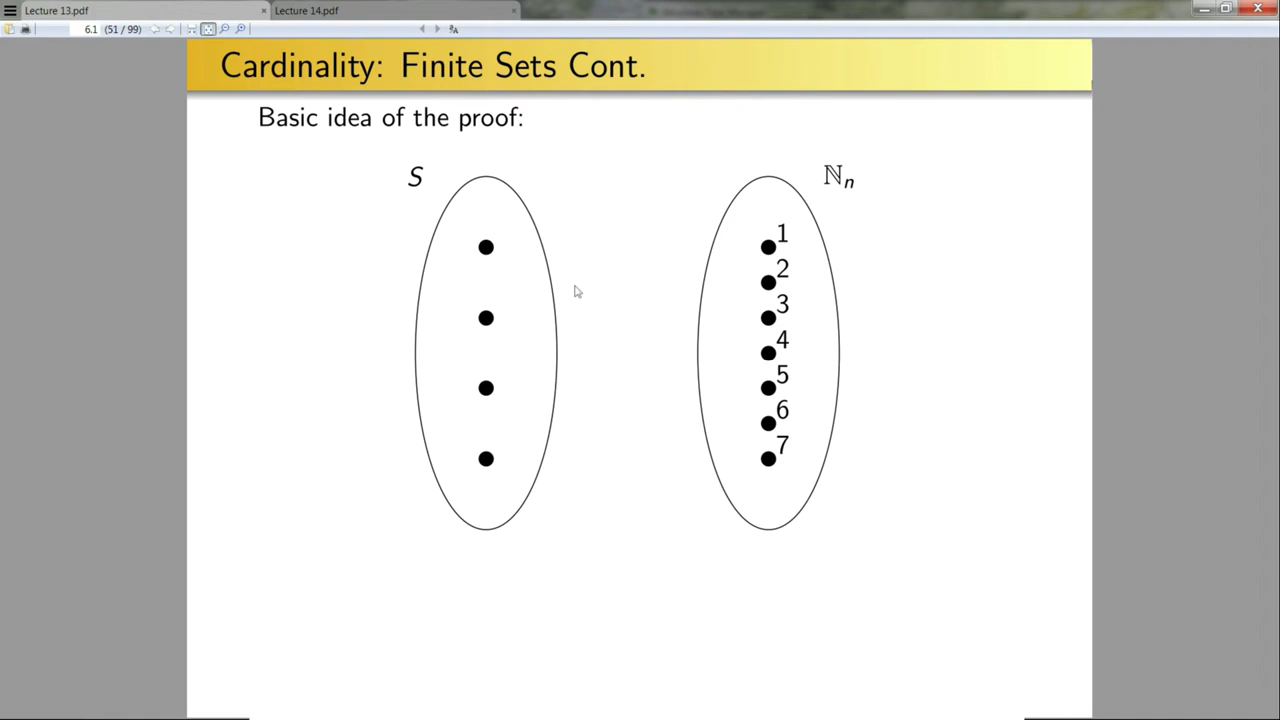 Lecture 13.pdf
Lecture 14.pdf
6.1 (51 / 99)
Cardinality: Finite Sets Cont.
Basic idea of the proof:
S
ℕₙ
1
2
3
4
5
6
7